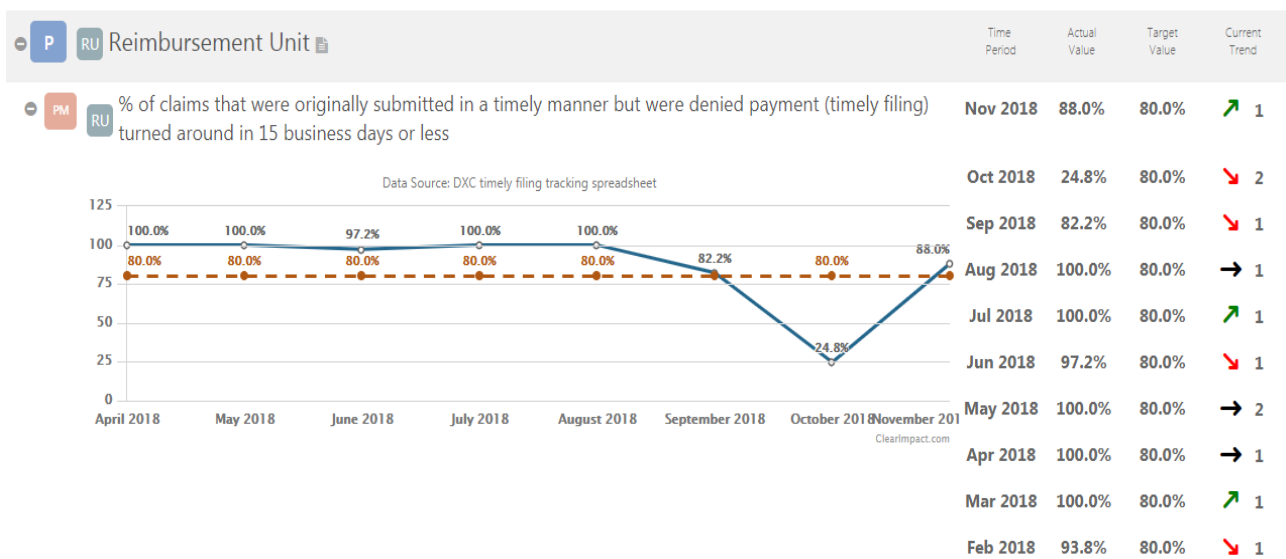 P RU Reimbursement Unit
Time Period Actual Value Target Value Current Trend
PM RU % of claims that were originally submitted in a timely manner but were denied payment (timely filing)
turned around in 15 business days or less
Data Source: DXC timely filing tracking spreadsheet
125
100
75
50
25
0
100.0% 100.0% 97.2% 100.0% 100.0% 82.2% 24.8% 88.0%
80.0% 80.0% 80.0% 80.0% 80.0% 80.0%
April 2018 May 2018 June 2018 July 2018 August 2018 September 2018 October 2018 November 201
ClearImpact.com
Nov 2018 88.0% 80.0% ↗ 1
Oct 2018 24.8% 80.0% ↘ 2
Sep 2018 82.2% 80.0% ↘ 1
Aug 2018 100.0% 80.0% → 1
Jul 2018 100.0% 80.0% ↗ 1
Jun 2018 97.2% 80.0% ↘ 1
May 2018 100.0% 80.0% → 2
Apr 2018 100.0% 80.0% → 1
Mar 2018 100.0% 80.0% ↗ 1
Feb 2018 93.8% 80.0% ↘ 1